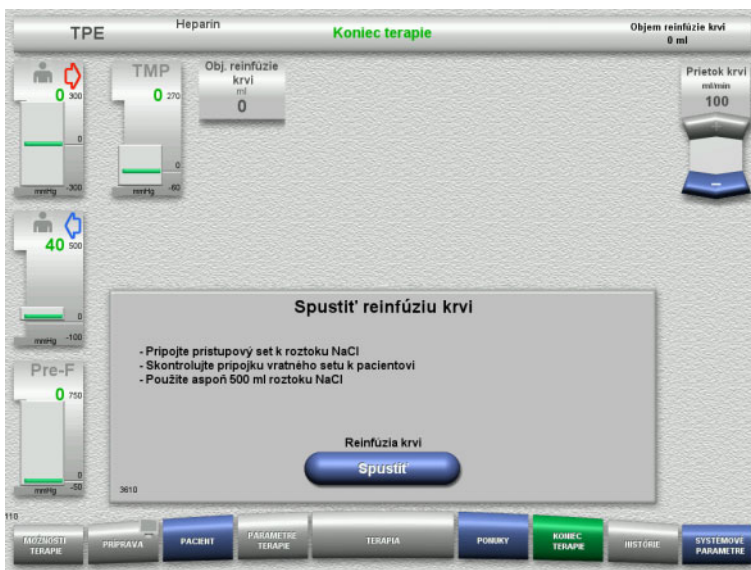 TPE
Heparin
Koniec terapie
Objem reinfúzie krvi
0 ml
0 300
0
mmHg -300
TMP
0 270
0
mmHg -60
Obj. reinfúzie
krvi
ml
0
Prietok krvi
ml/min
100
+
-
40 500
0
mmHg -100
Pre-F
0 750
0
mmHg -50
Spustiť reinfúziu krvi
- Pripojte prístupový set k roztoku NaCl
- Skontrolujte prípojku vratného setu k pacientovi
- Použite aspoň 500 ml roztoku NaCl
Reinfúzia krvi
Spustiť
3610
110
MOŽNOSTI
TERAPIE
PRÍPRAVA
PACIENT
PARAMETRE
TERAPIE
TERAPIA
PONUKY
KONIEC
TERAPIE
HISTÓRIE
SYSTÉMOVÉ
PARAMETRE